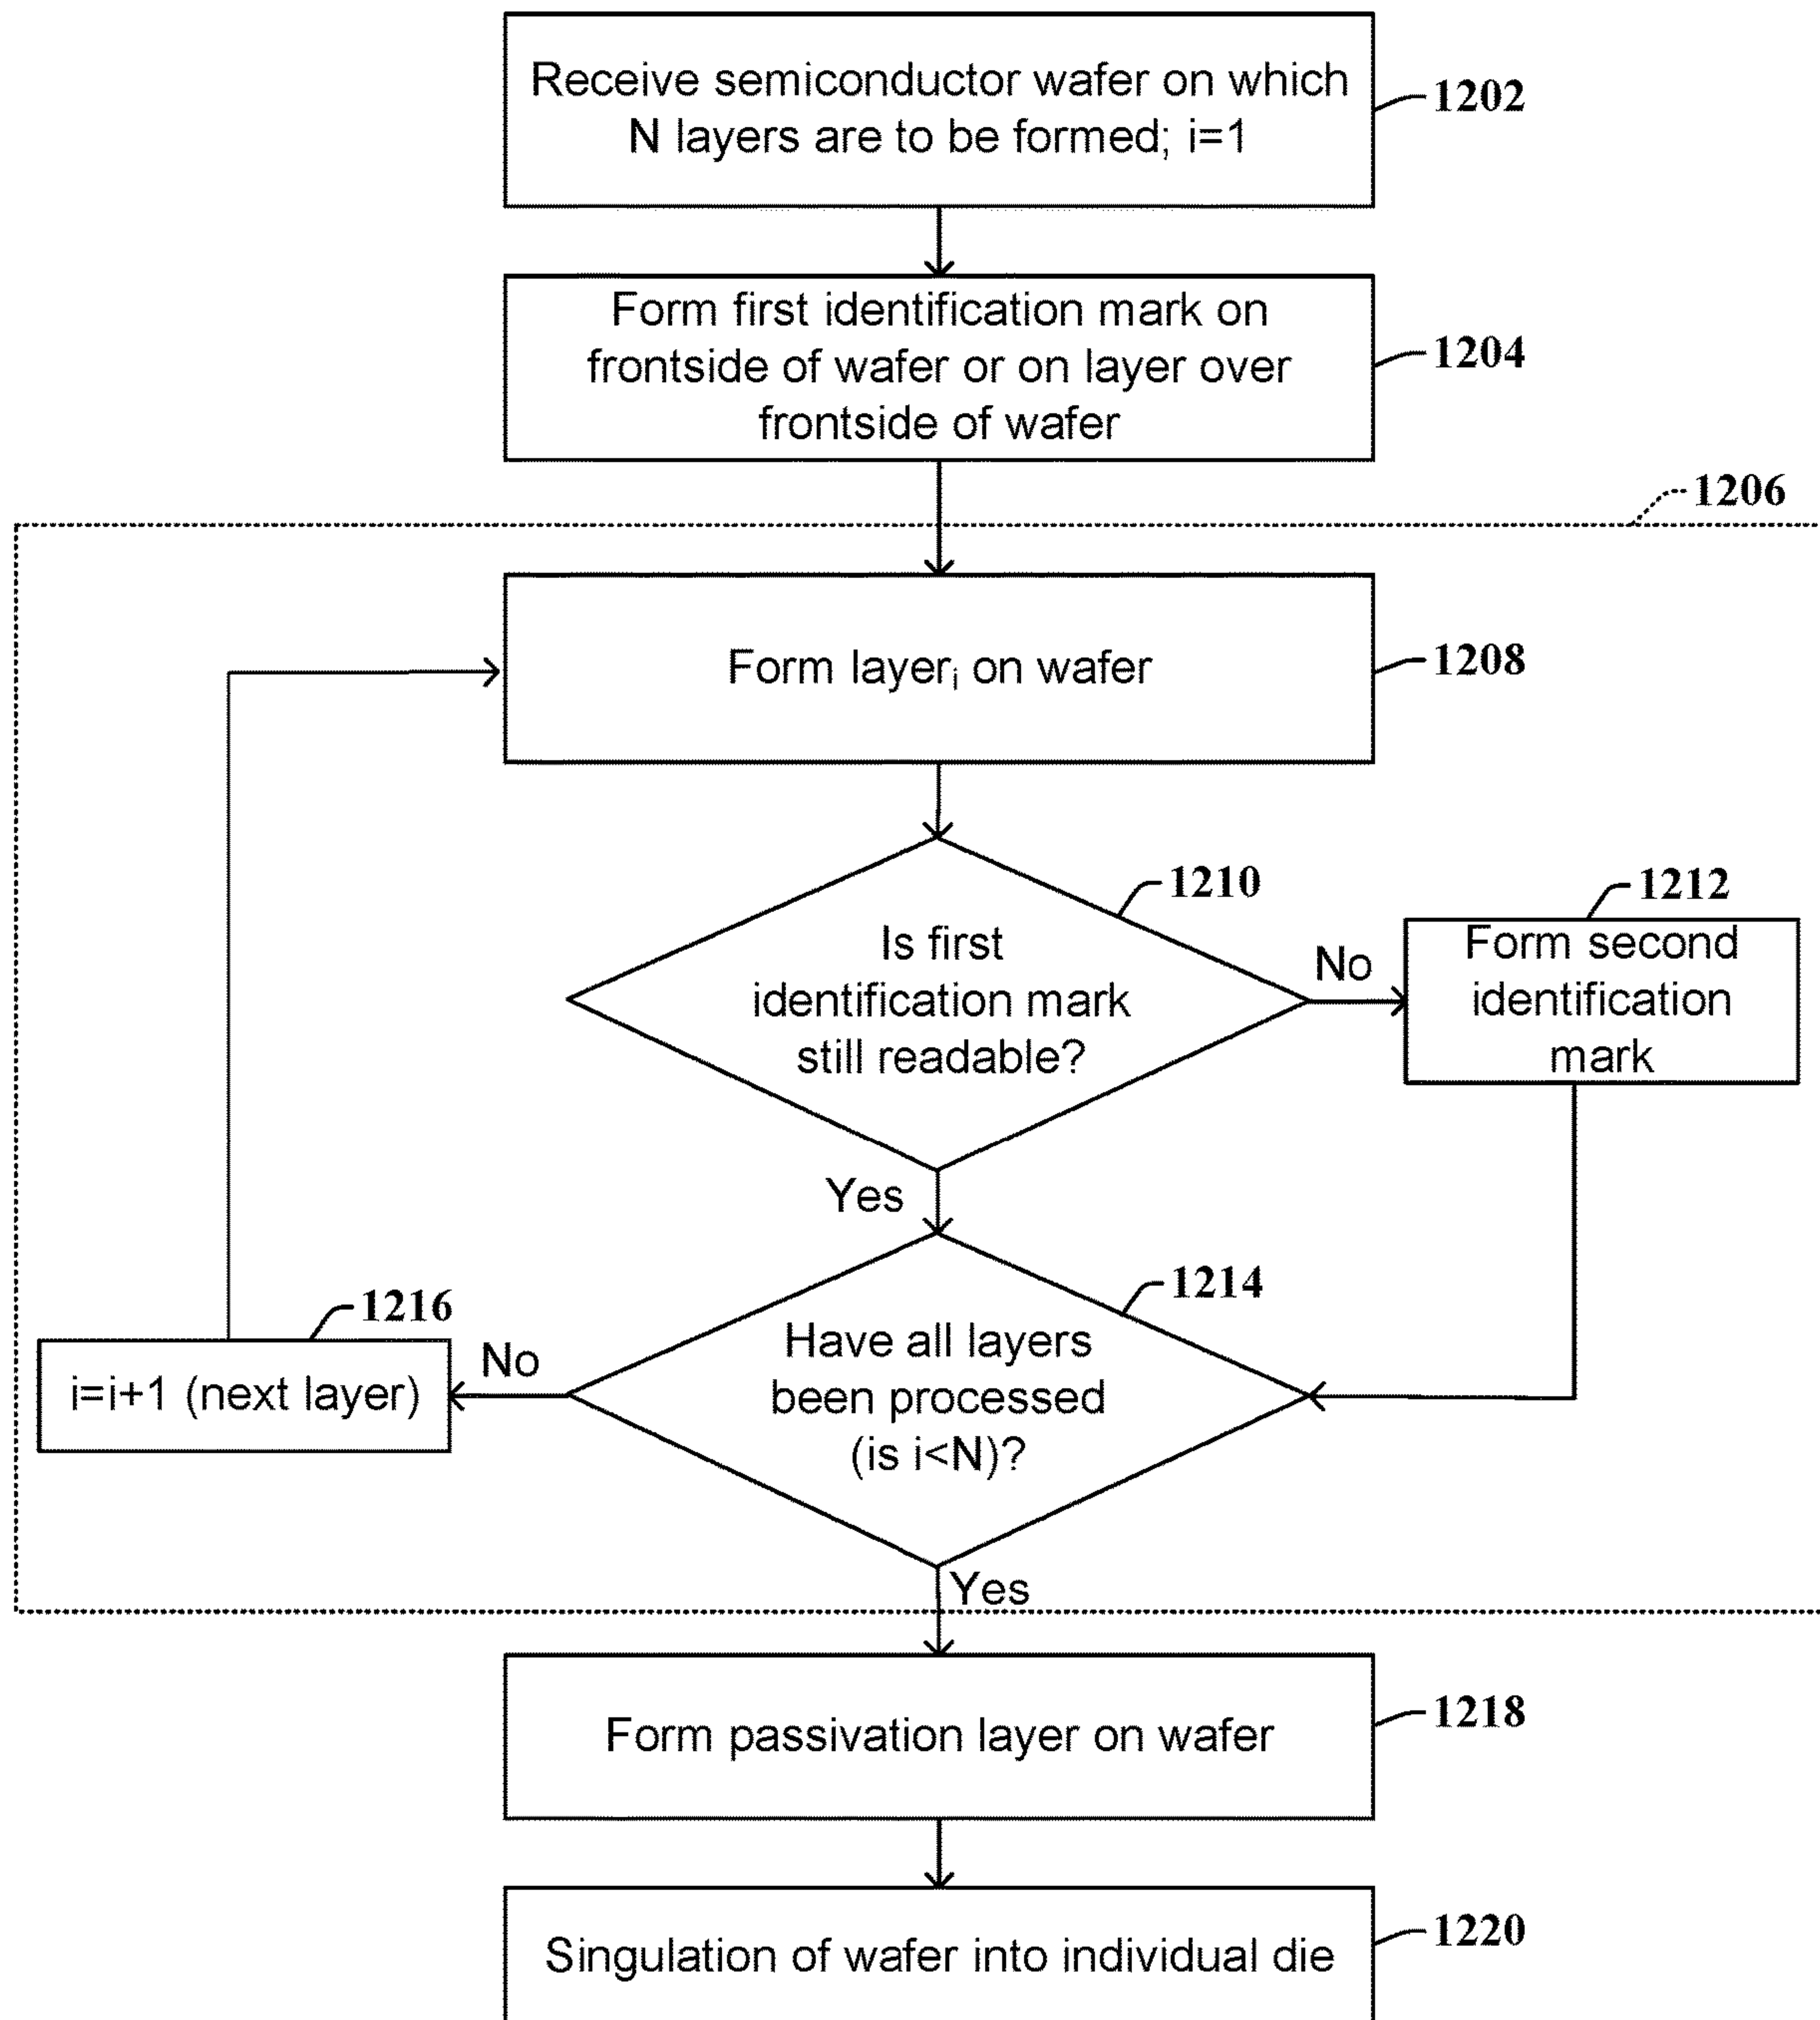 Receive semiconductor wafer on which
N layers are to be formed; i=1
1202
Form first identification mark on
frontside of wafer or on layer over
frontside of wafer
1204
1206
Form layerᵢ on wafer
1208
1210
Is first
identification mark
still readable?
No
1212
Form second
identification
mark
Yes
1214
Have all layers
been processed
(is i<N)?
No
1216
i=i+1 (next layer)
Yes
Form passivation layer on wafer
1218
Singulation of wafer into individual die
1220